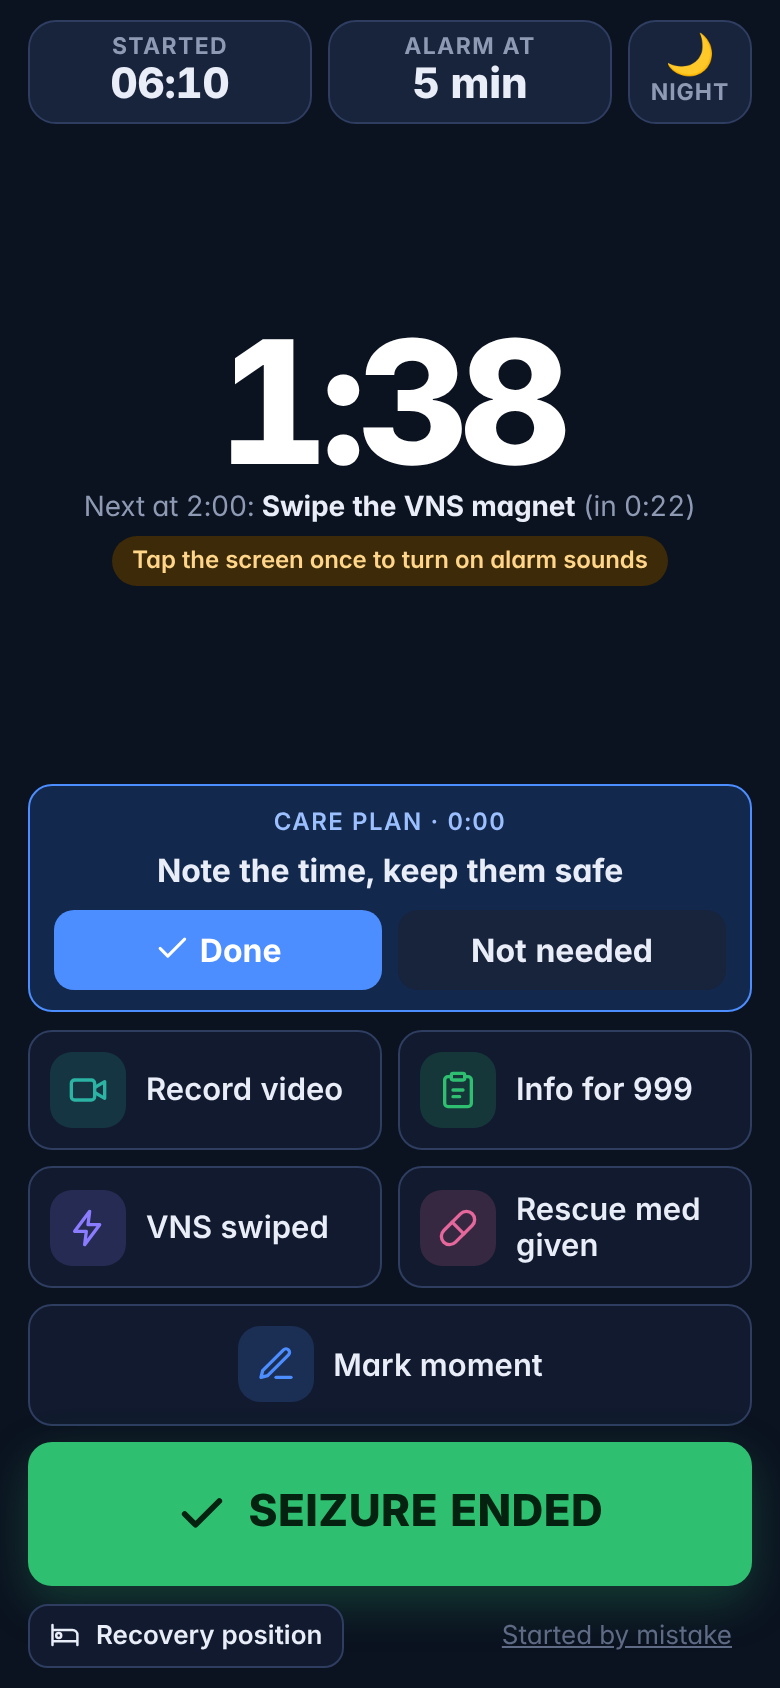 STARTED
06:10
ALARM AT
5 min
NIGHT
1:38
Next at 2:00: Swipe the VNS magnet (in 0:22)
Tap the screen once to turn on alarm sounds
CARE PLAN · 0:00
Note the time, keep them safe
Done
Not needed
Record video
Info for 999
VNS swiped
Rescue med
given
Mark moment
SEIZURE ENDED
Recovery position
Started by mistake